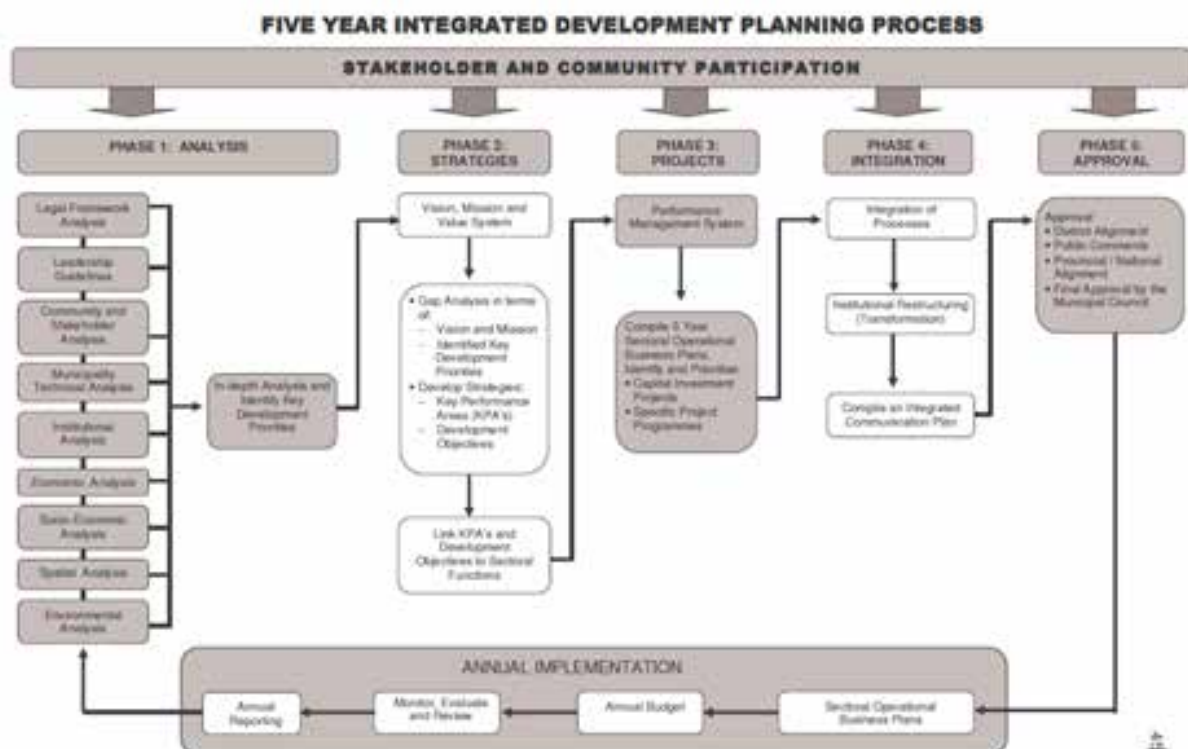 FIVE YEAR INTEGRATED DEVELOPMENT PLANNING PROCESS
STAKEHOLDER AND COMMUNITY PARTICIPATION
PHASE 1: ANALYSIS
Legal Framework
Analysis
Leadership
Guidelines
Community and
Stakeholder
Analysis
Municipality
Technical Analysis
Institutional
Analysis
Economic Analysis
Socio-Economic
Analysis
Spatial Analysis
Environmental
Analysis
In-depth Analysis and
Identify Key
Development
Priorities
PHASE 2:
STRATEGIES
Vision, Mission and
Value System
• Gap Analysis in terms
of:
– Vision and Mission
– Identified Key
Development
Priorities
• Develop Strategies:
– Key Performance
Areas (KPA's)
– Development
Objectives
Link KPA's and
Development
Objectives to Sectoral
Functions
PHASE 3:
PROJECTS
Performance
Management System
Compile 5 Year
Sectoral Operational
Business Plans,
Identify and Prioritise
• Capital Investment
Projects
• Specific Project
Programmes
PHASE 4:
INTEGRATION
Integration of
Processes
Institutional Restructuring
(Transformation)
Compile an Integrated
Communication Plan
PHASE 5:
APPROVAL
Approval
• District Alignment
• Public Comments
• Provincial / National
Alignment
• Final Approval by the
Municipal Council
ANNUAL IMPLEMENTATION
Annual
Reporting
Monitor, Evaluate
and Review
Annual Budget
Sectoral Operational
Business Plans